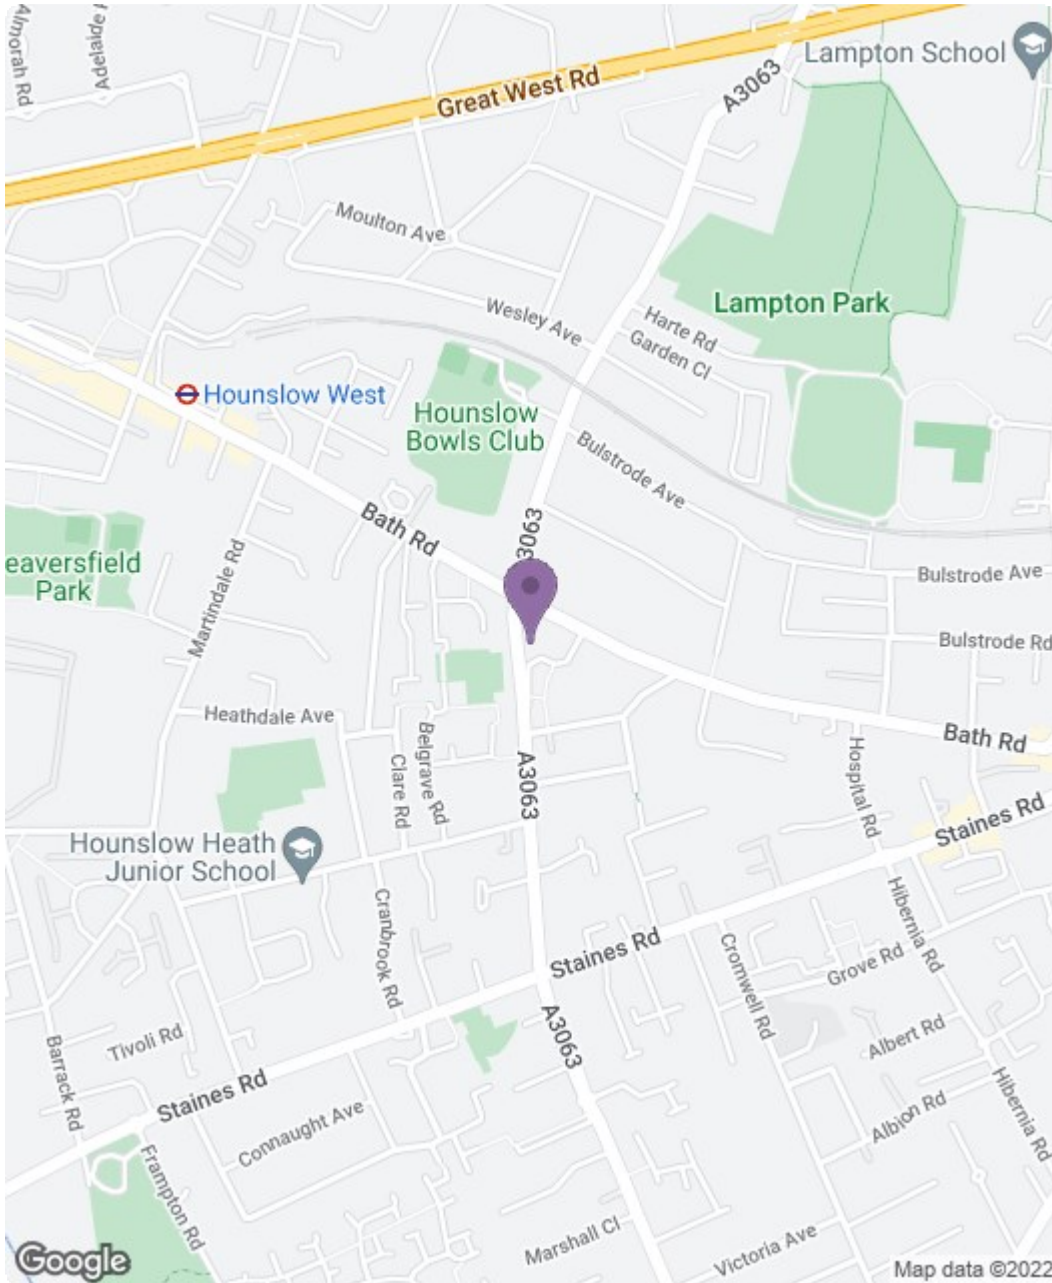 Almorah Rd
Adelaide
Great West Rd
A3063
Lampton School
Moulton Ave
Lampton Park
Wesley Ave
Harte Rd
Garden Cl
Hounslow West
Hounslow
Bowls Club
Bulstrode Ave
Bath Rd
3063
eaversfield
Park
Martindale Rd
Bulstrode Ave
Bulstrode Rd
Heathdale Ave
Belgrave Rd
Clare Rd
A3063
Bath Rd
Hospital Rd
Staines Rd
Hounslow Heath
Junior School
Cranbrook Rd
Hibernia Rd
Staines Rd
Cromwell Rd
Grove Rd
A3063
Albert Rd
Tivoli Rd
Barrack Rd
Staines Rd
Connaught Ave
Albion Rd
Hibernia Rd
Frampton Rd
Marshall Cl
Victoria Ave
Google
Map data ©2022